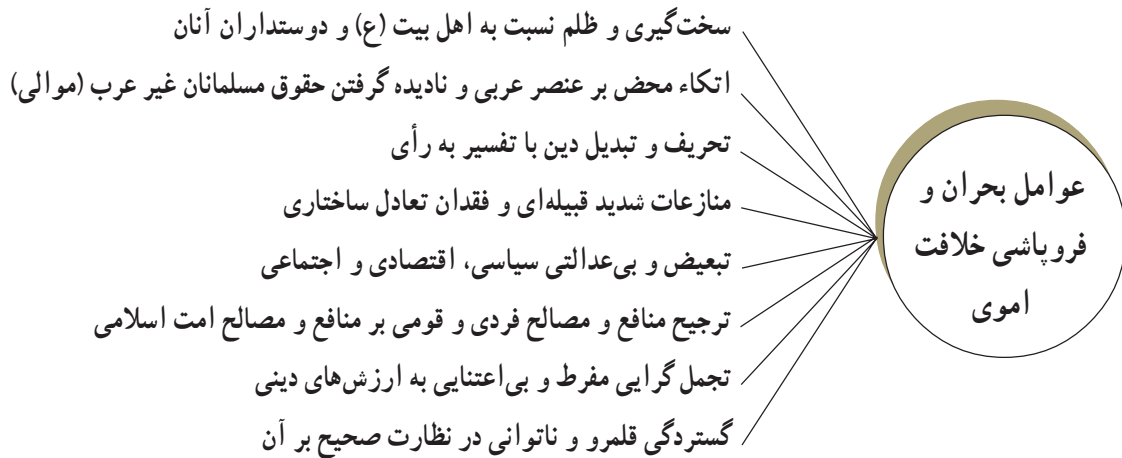 عوامل بحران و
فروپاشی خلافت
اموی
سخت‌گیری و ظلم نسبت به اهل بیت (ع) و دوستداران آنان
اتکاء محض بر عنصر عربی و نادیده گرفتن حقوق مسلمانان غیر عرب (موالی)
تحریف و تبدیل دین با تفسیر به رأی
منازعات شدید قبیله‌ای و فقدان تعادل ساختاری
تبعیض و بی‌عدالتی سیاسی، اقتصادی و اجتماعی
ترجیح منافع و مصالح فردی و قومی بر منافع و مصالح امت اسلامی
تجمل گرایی مفرط و بی‌اعتنایی به ارزش‌های دینی
گستردگی قلمرو و ناتوانی در نظارت صحیح بر آن